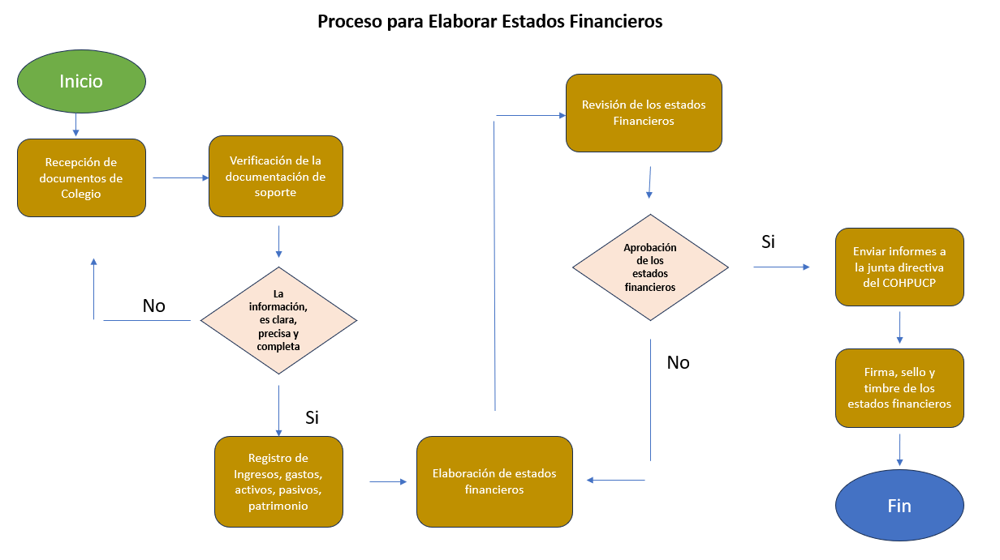 Proceso para Elaborar Estados Financieros
Inicio
Recepción de
documentos de
Colegio
Verificación de la
documentación de
soporte
La
información,
es clara,
precisa y
completa
No
Si
Registro de
Ingresos, gastos,
activos, pasivos,
patrimonio
Elaboración de estados
financieros
Revisión de los estados
Financieros
Aprobación
de los
estados
financieros
Si
No
Enviar informes a
la junta directiva
del COHPUCP
Firma, sello y
timbre de los
estados financieros
Fin